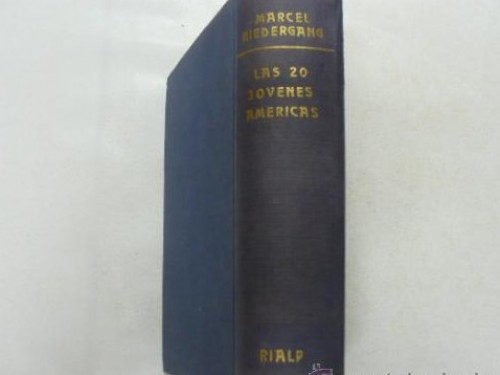 MARCEL
NIEDERGANG
LAS 20
JOVENES
AMERICAS
RIALP